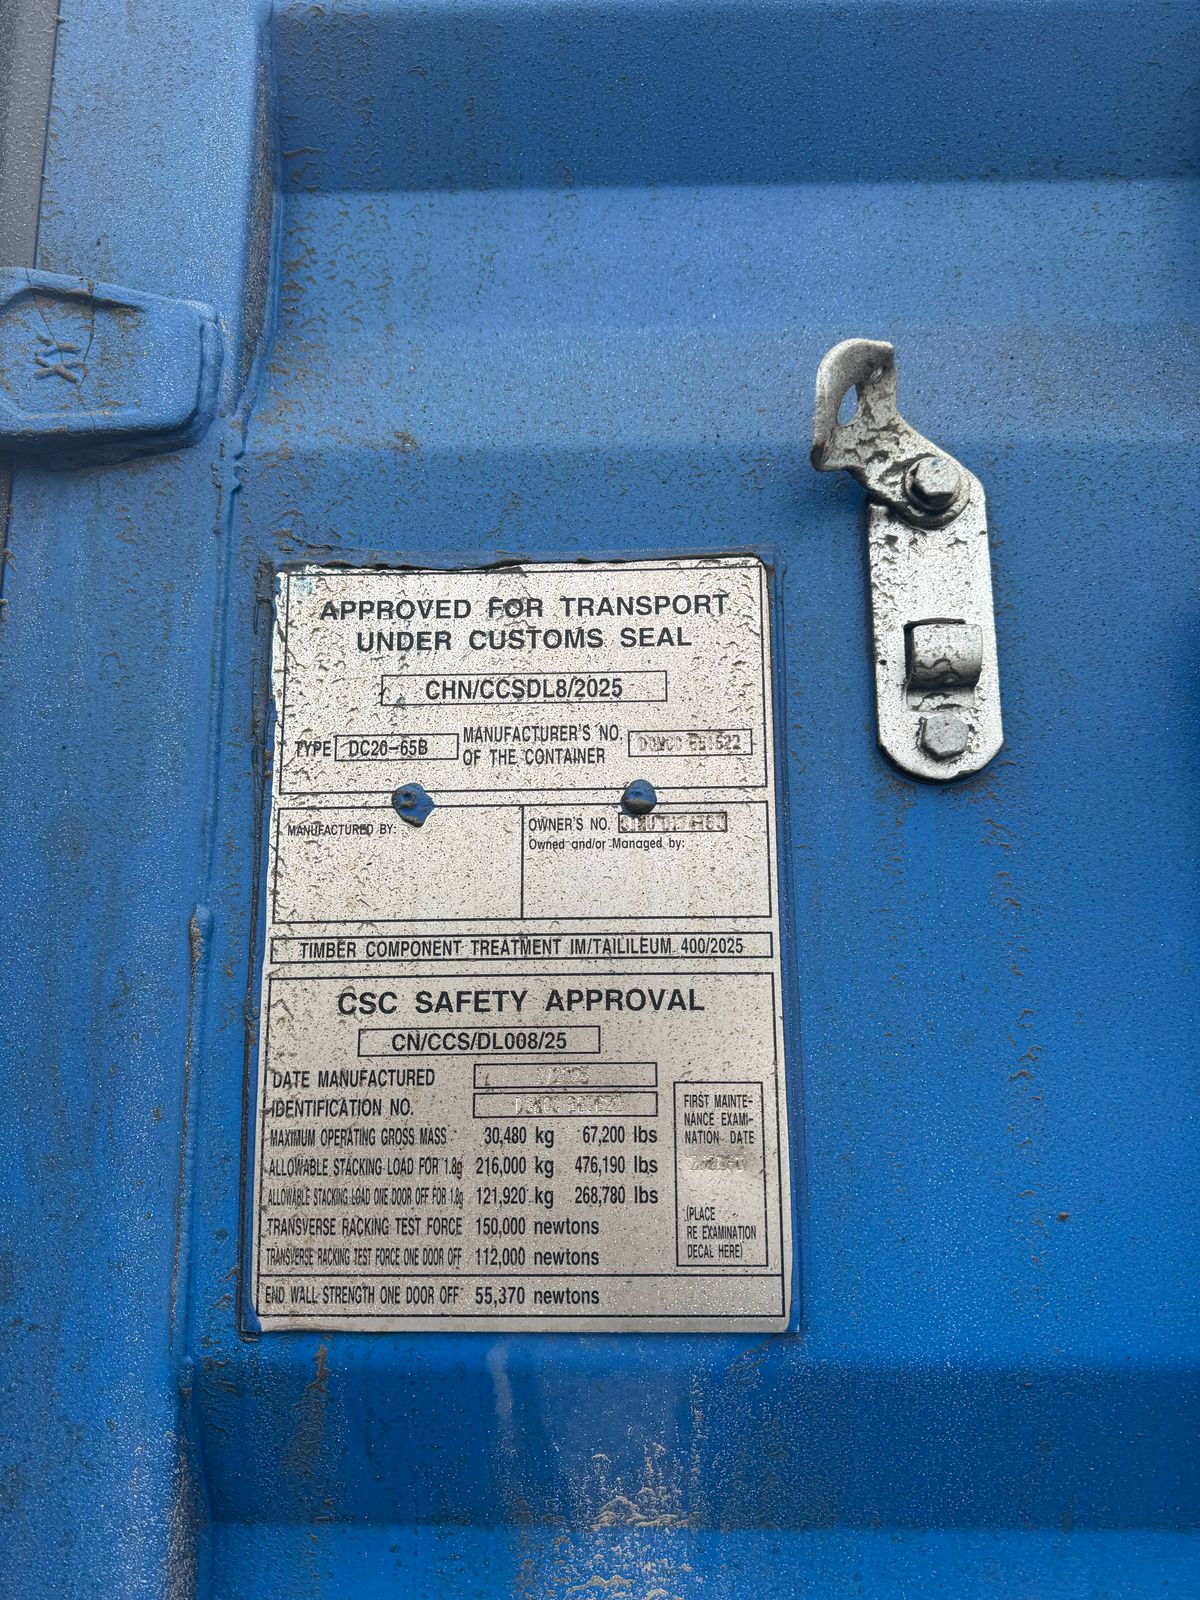 APPROVED FOR TRANSPORT
UNDER CUSTOMS SEAL
CHN/CCSDL8/2025
TYPE DC20-65B MANUFACTURER'S NO.
OF THE CONTAINER
MANUFACTURED BY:
OWNER'S NO.
Owned and/or Managed by:
TIMBER COMPONENT TREATMENT IM/TAILILEUM 400/2025
CSC SAFETY APPROVAL
CN/CCS/DL008/25
DATE MANUFACTURED
IDENTIFICATION NO.
MAXIMUM OPERATING GROSS MASS 30,480 kg 67,200 lbs
ALLOWABLE STACKING LOAD FOR 1.8g 216,000 kg 476,190 lbs
ALLOWABLE STACKING LOAD ONE DOOR OFF FOR 1.8g 121,920 kg 268,780 lbs
TRANSVERSE RACKING TEST FORCE 150,000 newtons
TRANSVERSE RACKING TEST FORCE ONE DOOR OFF 112,000 newtons
END WALL STRENGTH ONE DOOR OFF 55,370 newtons
FIRST MAINTE-
NANCE EXAMI-
NATION DATE
(PLACE
RE EXAMINATION
DECAL HERE)